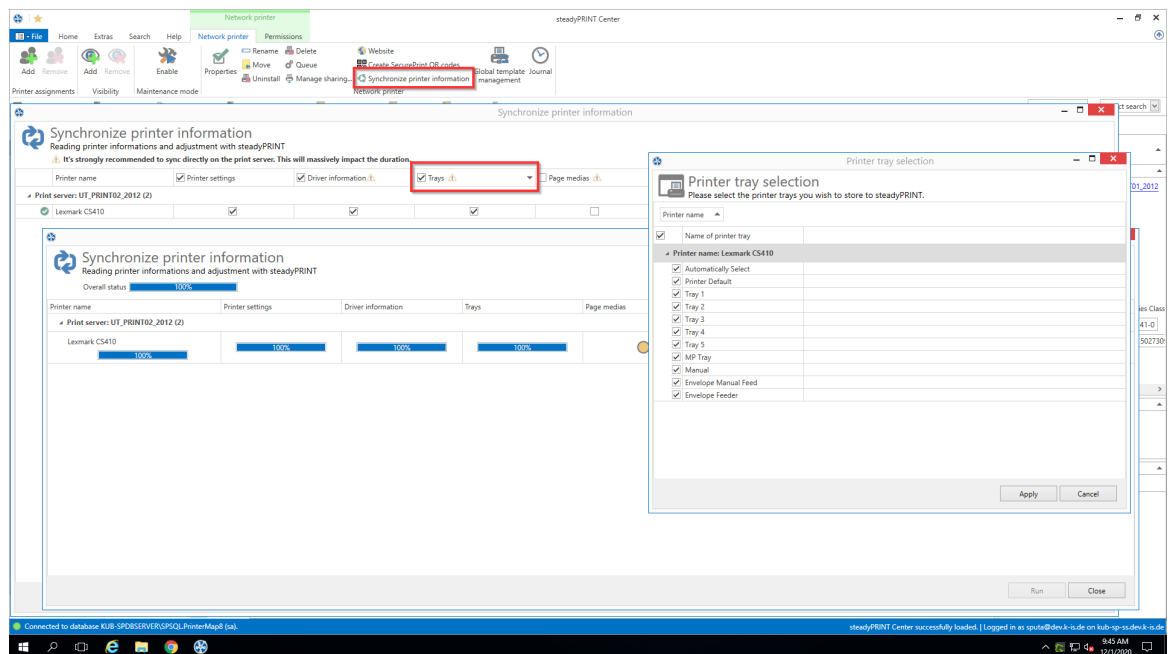 Network printer
steadyPRINT Center
File Home Extras Search Help Network printer Permissions
Add Remove Add Remove Enable Properties
Rename Delete Website
Move Queue Create SecurePrint QR codes
Uninstall Manage sharing... Synchronize printer information
Global template management Journal
Printer assignments Visibility Maintenance mode Network printer
Synchronize printer information
Synchronize printer information
Reading printer informations and adjustment with steadyPRINT
It's strongly recommended to sync directly on the print server. This will massively impact the duration.
Printer name Printer settings Driver information Trays Page medias
Print server: UT_PRINT02_2012 (2)
Lexmark CS410
Synchronize printer information
Reading printer informations and adjustment with steadyPRINT
Overall status 100%
Printer name Printer settings Driver information Trays Page medias
Print server: UT_PRINT02_2012 (2)
Lexmark CS410
100% 100% 100% 100%
Run Close
Printer tray selection
Printer tray selection
Please select the printer trays you wish to store to steadyPRINT.
Printer name
Name of printer tray
Printer name: Lexmark CS410
Automatically Select
Printer Default
Tray 1
Tray 2
Tray 3
Tray 4
Tray 5
MP Tray
Manual
Envelope Manual Feed
Envelope Feeder
Apply Cancel
ct search
01_2012
ies Class
41-0
502730
Connected to database KUB-SPDBSERVER\SPSQL.PrinterMap8 (sa).
steadyPRINT Center successfully loaded. | Logged in as sputa@dev.k-is.de on kub-sp-ss.dev.k-is.de
9:45 AM
12/1/2020